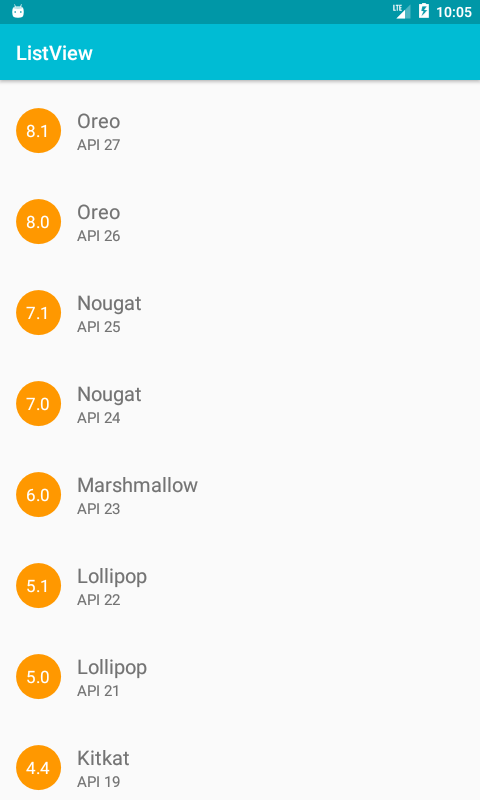 LTE 10:05
ListView
8.1 Oreo
API 27
8.0 Oreo
API 26
7.1 Nougat
API 25
7.0 Nougat
API 24
6.0 Marshmallow
API 23
5.1 Lollipop
API 22
5.0 Lollipop
API 21
4.4 Kitkat
API 19